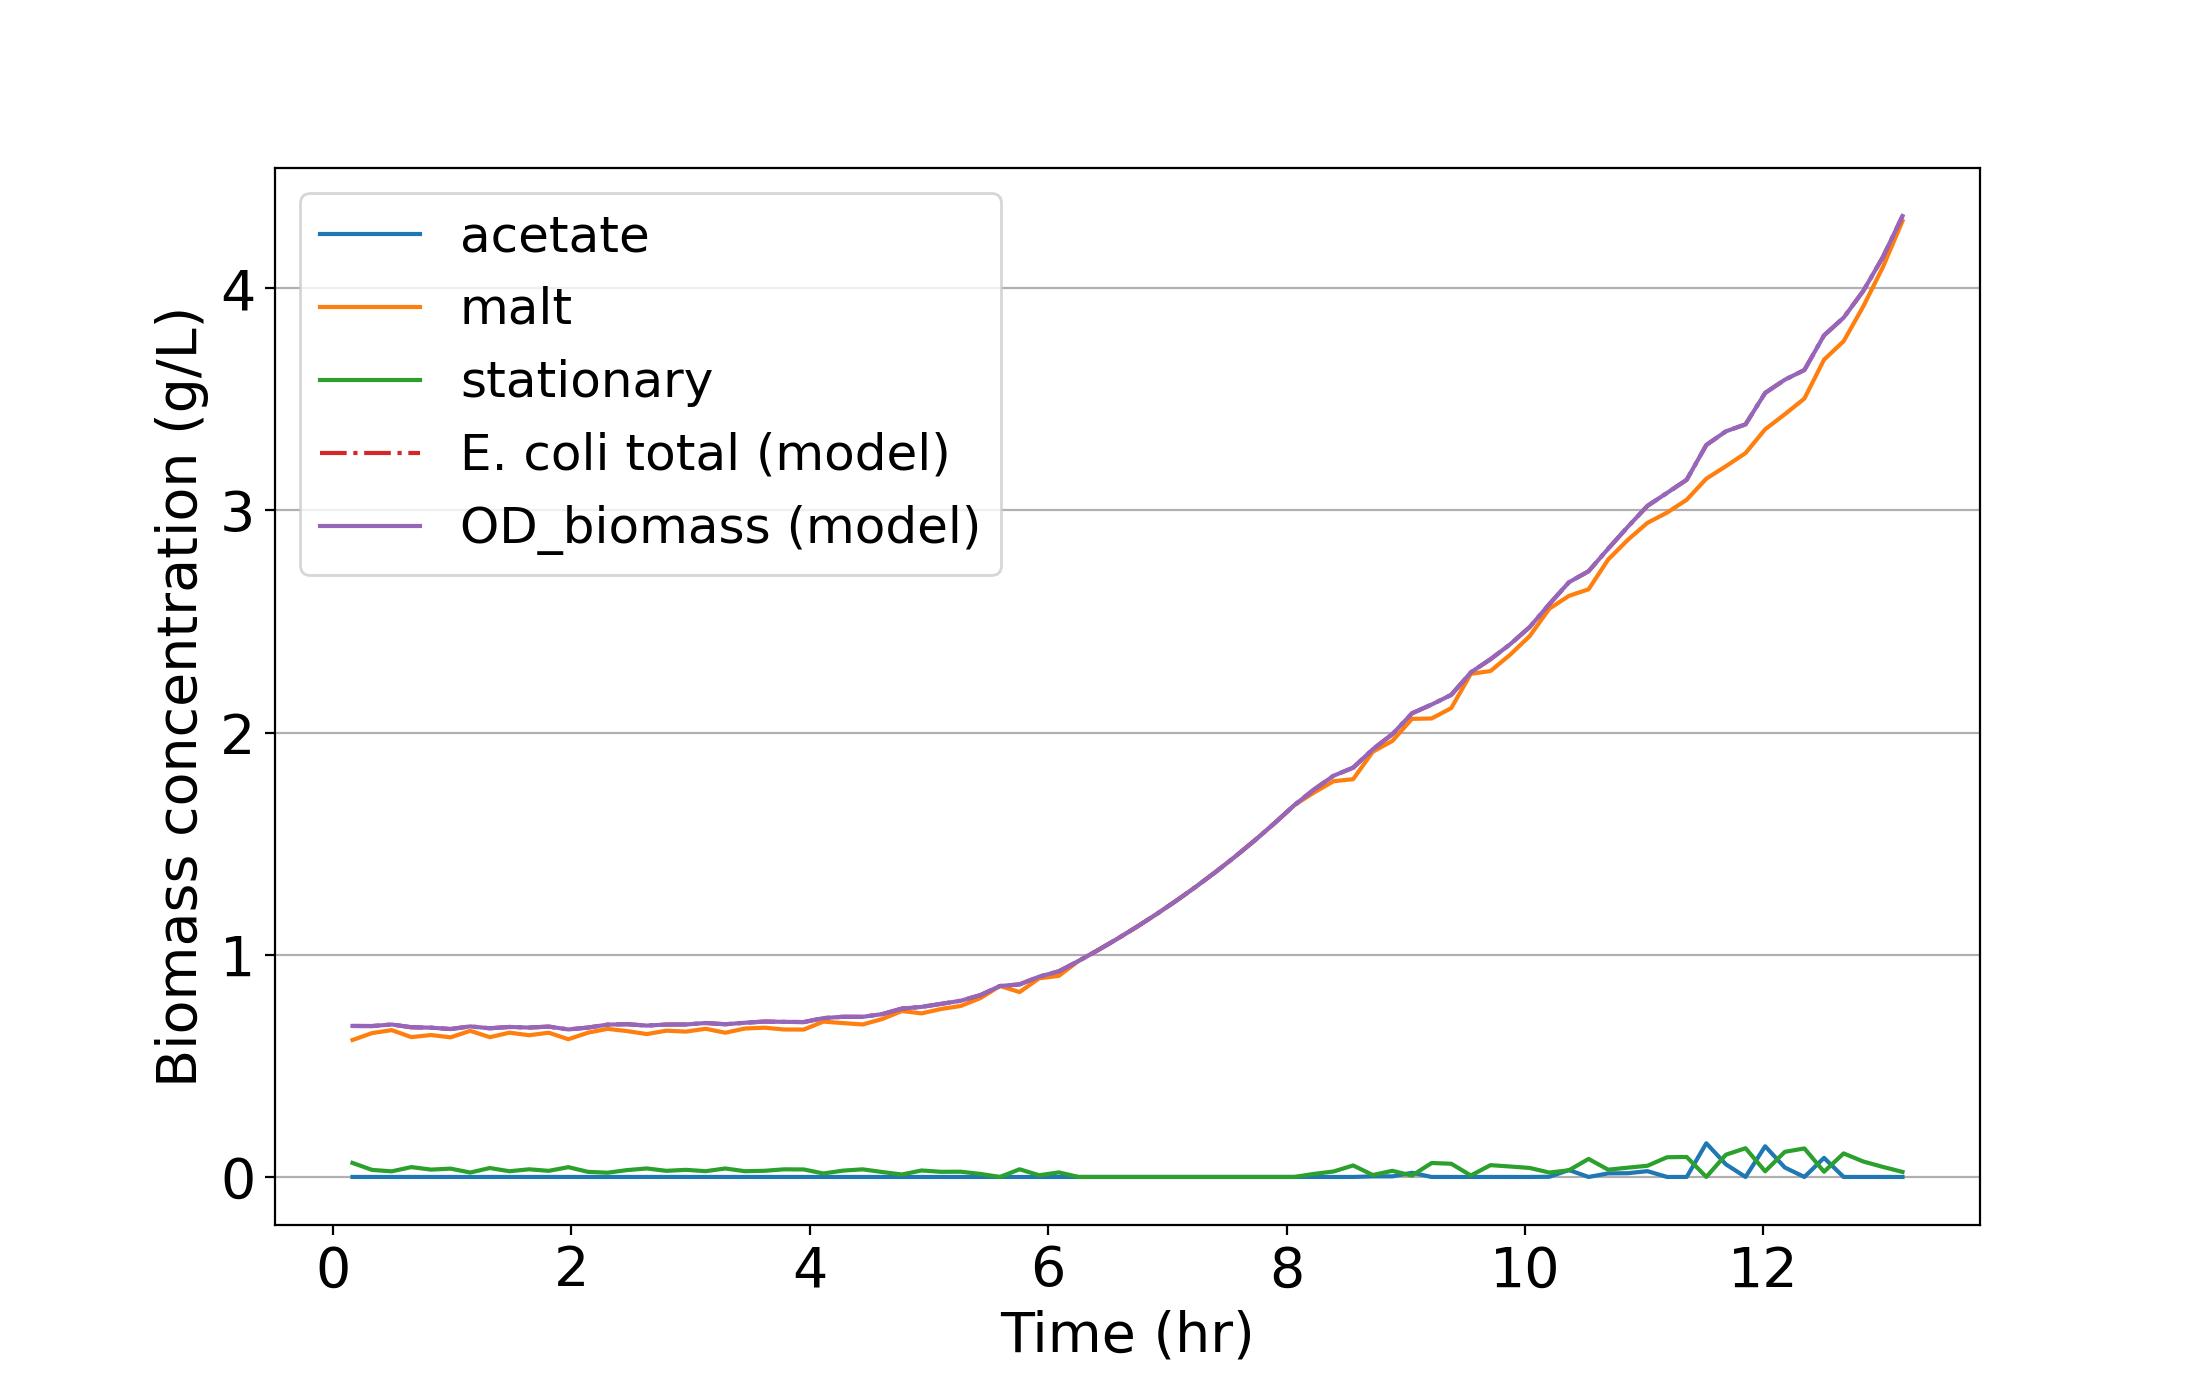 acetate
malt
stationary
E. coli total (model)
OD_biomass (model)
Biomass concentration (g/L)
4
3
2
1
0
0 2 4 6 8 10 12
Time (hr)